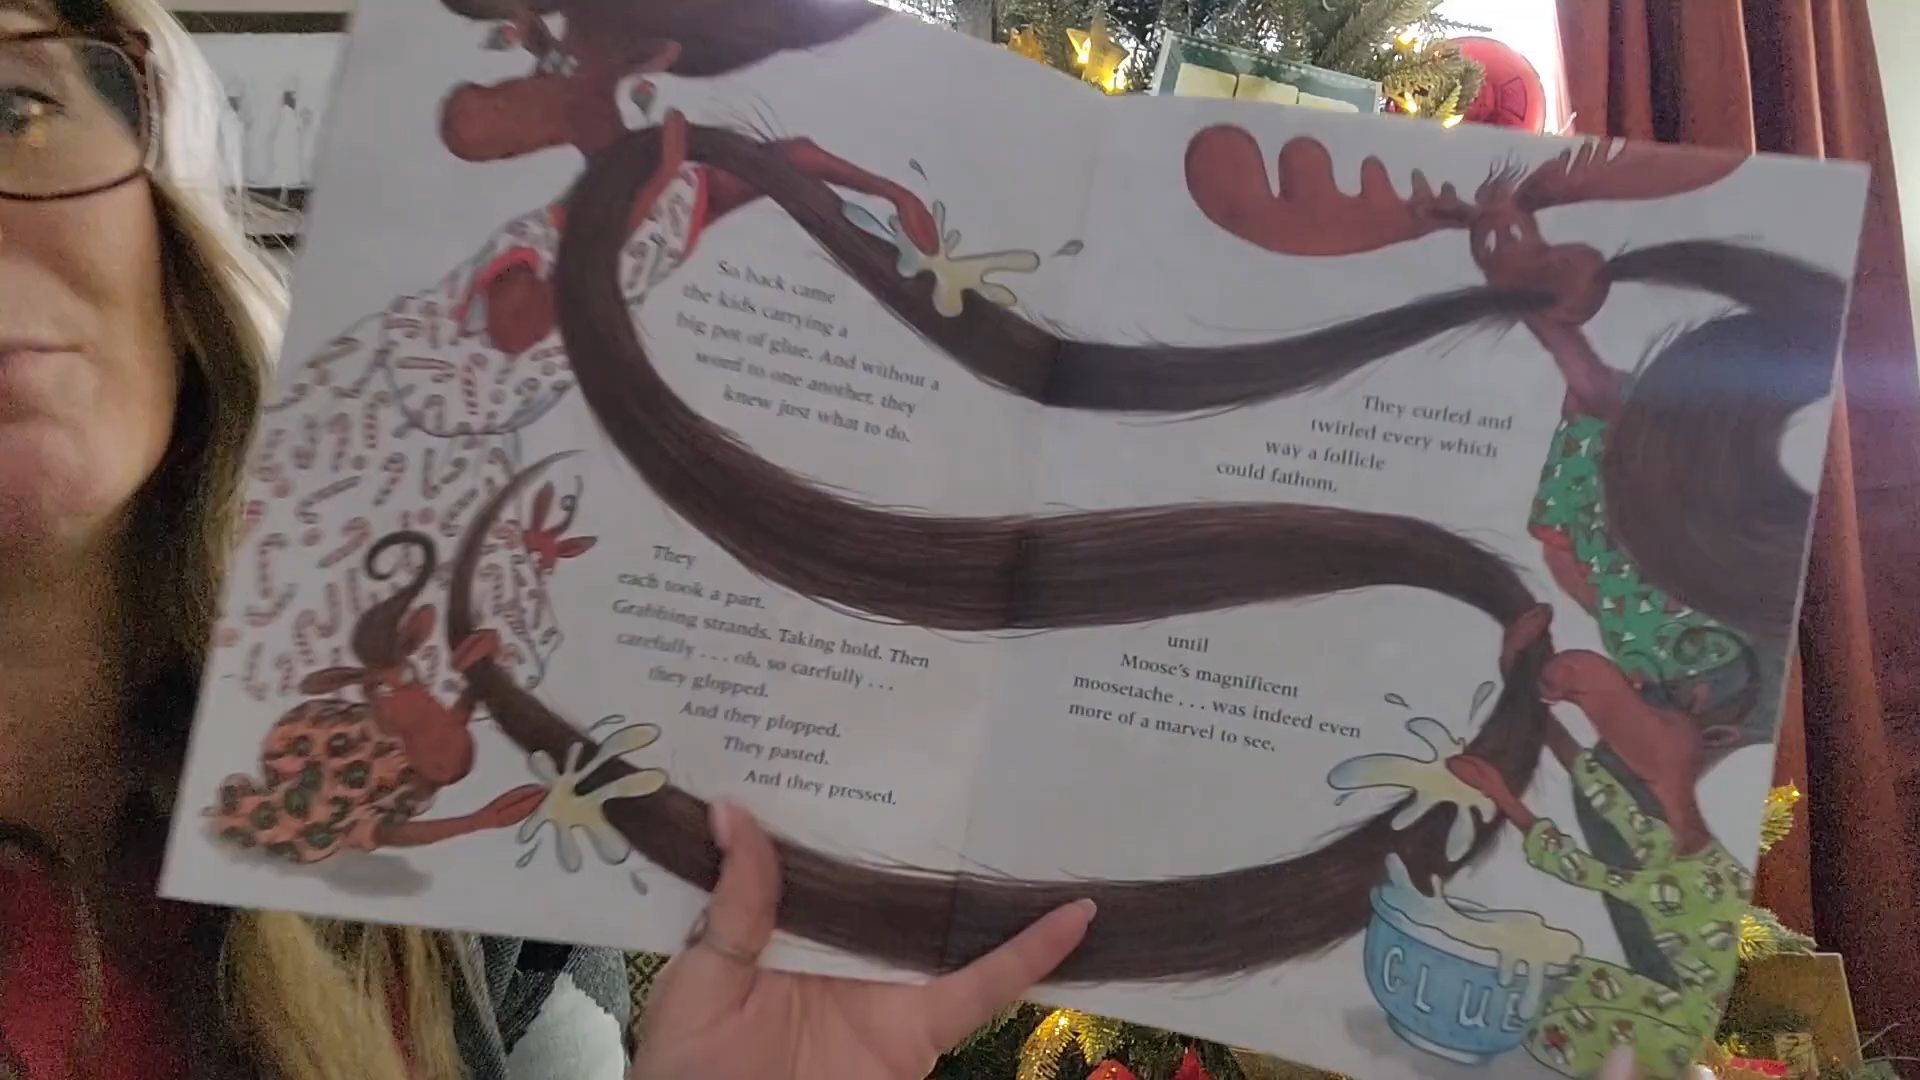 So back came
the kids carrying a
big pot of glue. And without a
word to one another, they
knew just what to do.
They
each took a part.
Grabbing strands. Taking hold. Then
carefully . . . oh, so carefully . . .
they glopped.
And they plopped.
They pasted.
And they pressed.
They curled and
twirled every which
way a follicle
could fathom,
until
Moose's magnificent
moosetache . . . was indeed even
more of a marvel to see.
GLUE